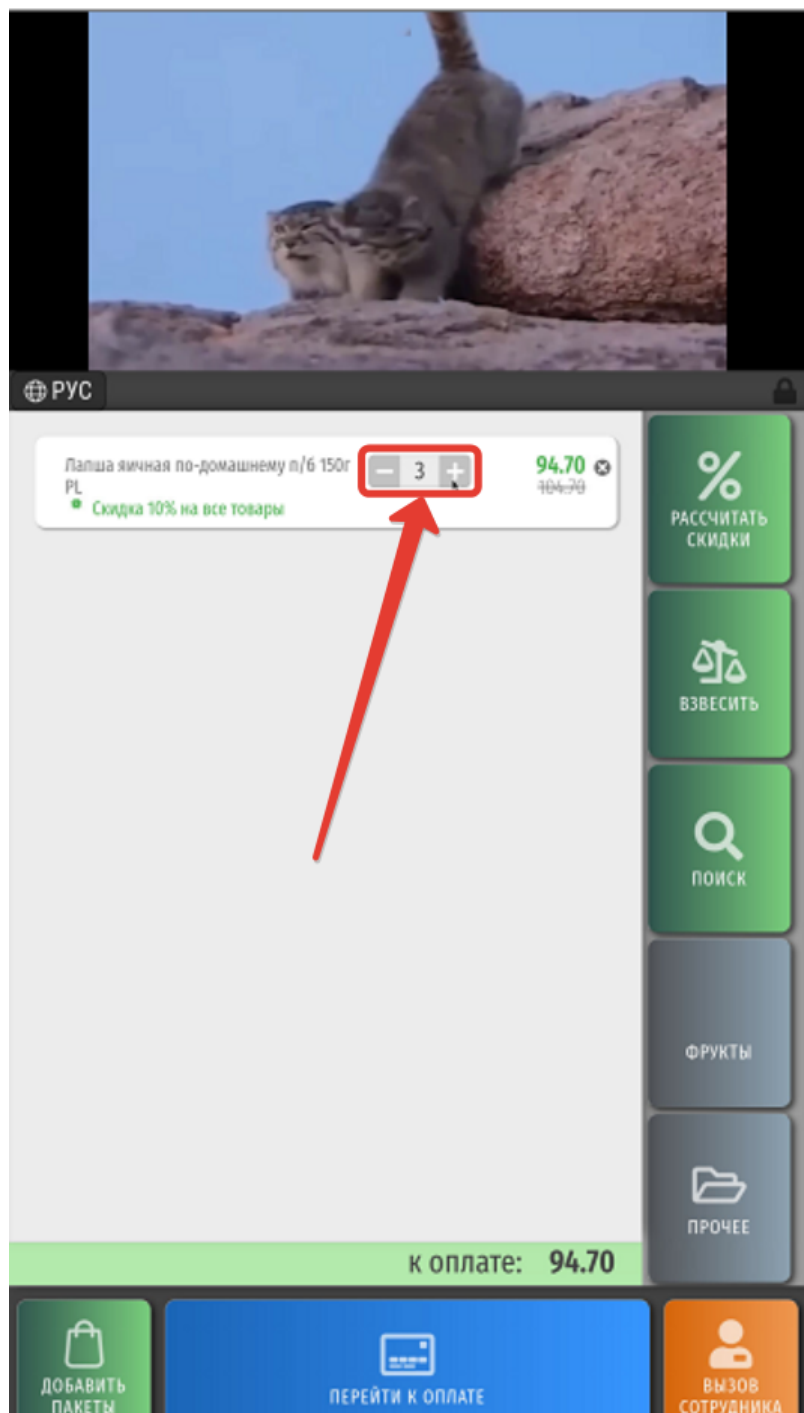 РУС
Лапша яичная по-домашнему п/б 150г
PL
3
94.70
104.70
Скидка 10% на все товары
РАССЧИТАТЬ
СКИДКИ
ВЗВЕСИТЬ
ПОИСК
ФРУКТЫ
ПРОЧЕЕ
к оплате: 94.70
ДОБАВИТЬ
ПАКЕТЫ
ПЕРЕЙТИ К ОПЛАТЕ
ВЫЗОВ
СОТРУДНИКА